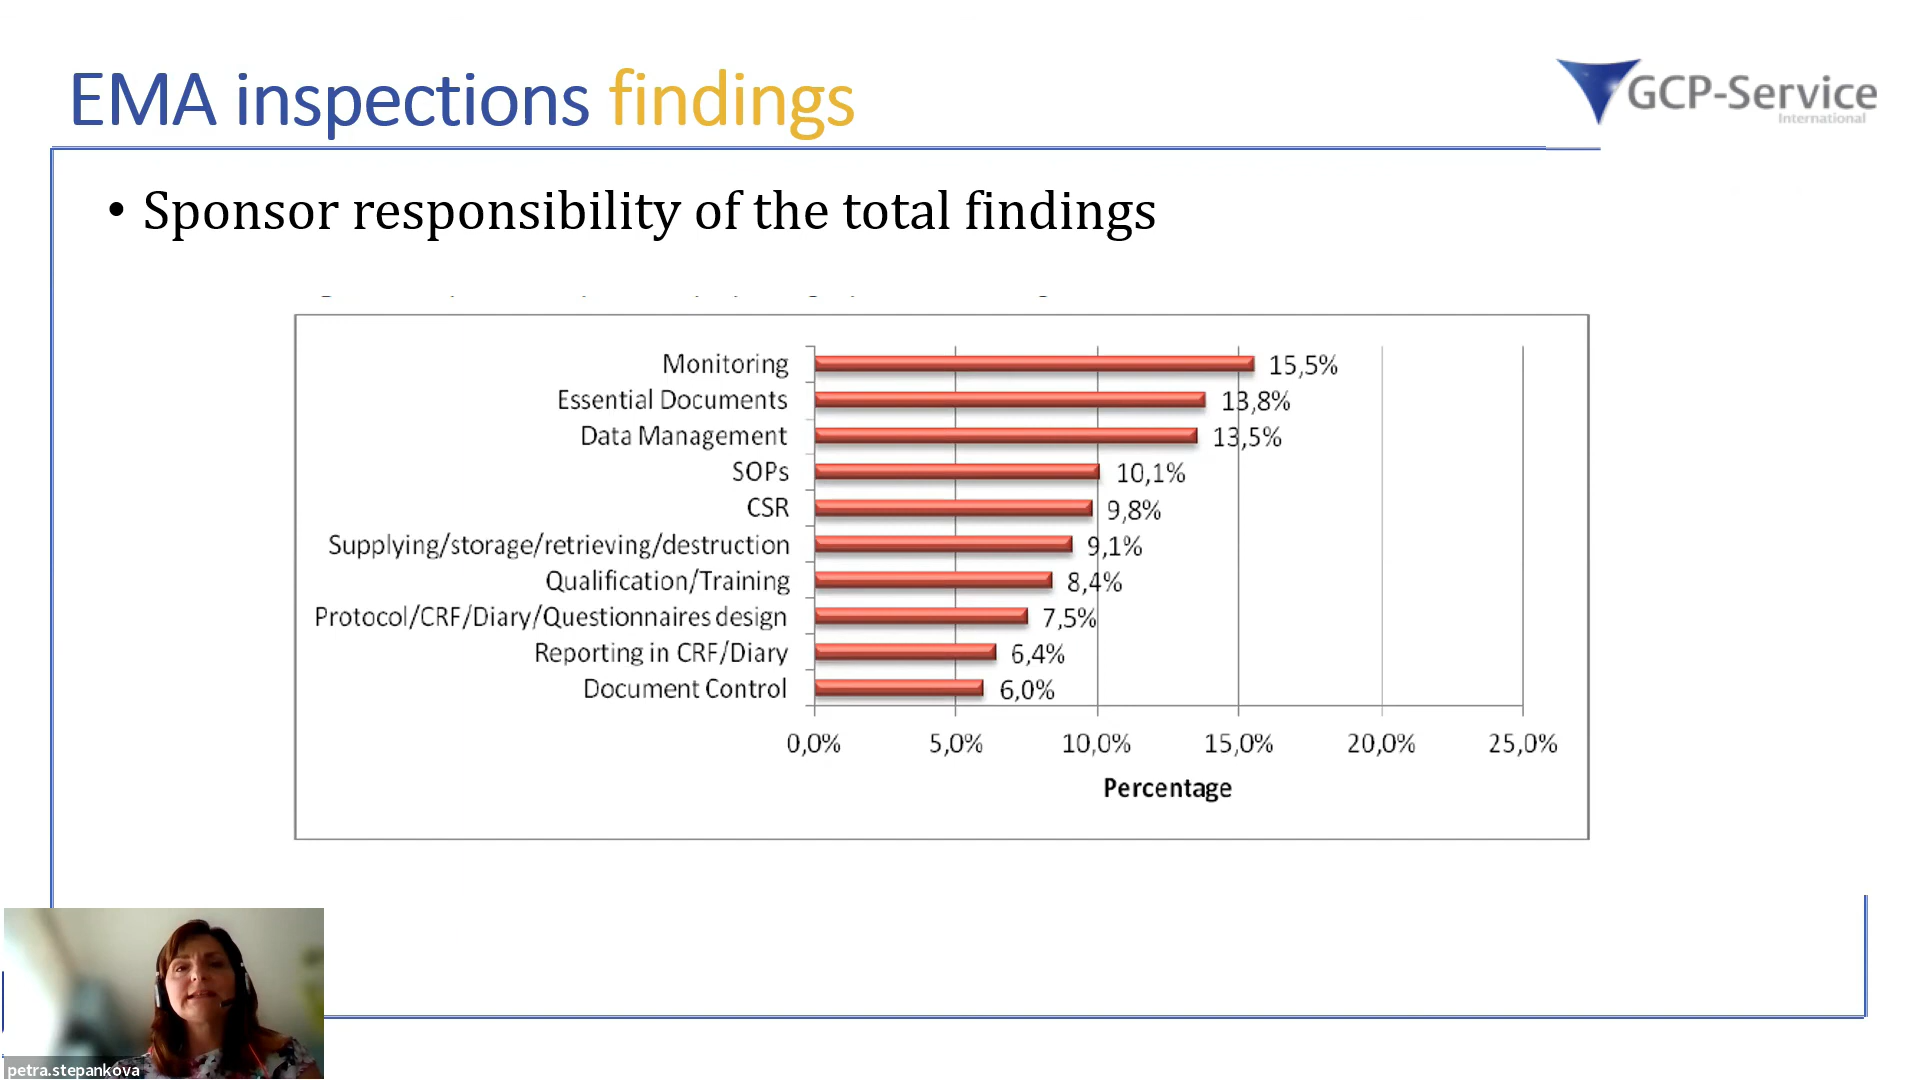 EMA inspections findings
GCP-Service
International
• Sponsor responsibility of the total findings
Monitoring 15,5%
Essential Documents 13,8%
Data Management 13,5%
SOPs 10,1%
CSR 9,8%
Supplying/storage/retrieving/destruction 9,1%
Qualification/Training 8,4%
Protocol/CRF/Diary/Questionnaires design 7,5%
Reporting in CRF/Diary 6,4%
Document Control 6,0%
0,0% 5,0% 10,0% 15,0% 20,0% 25,0%
Percentage
petra.stepankova